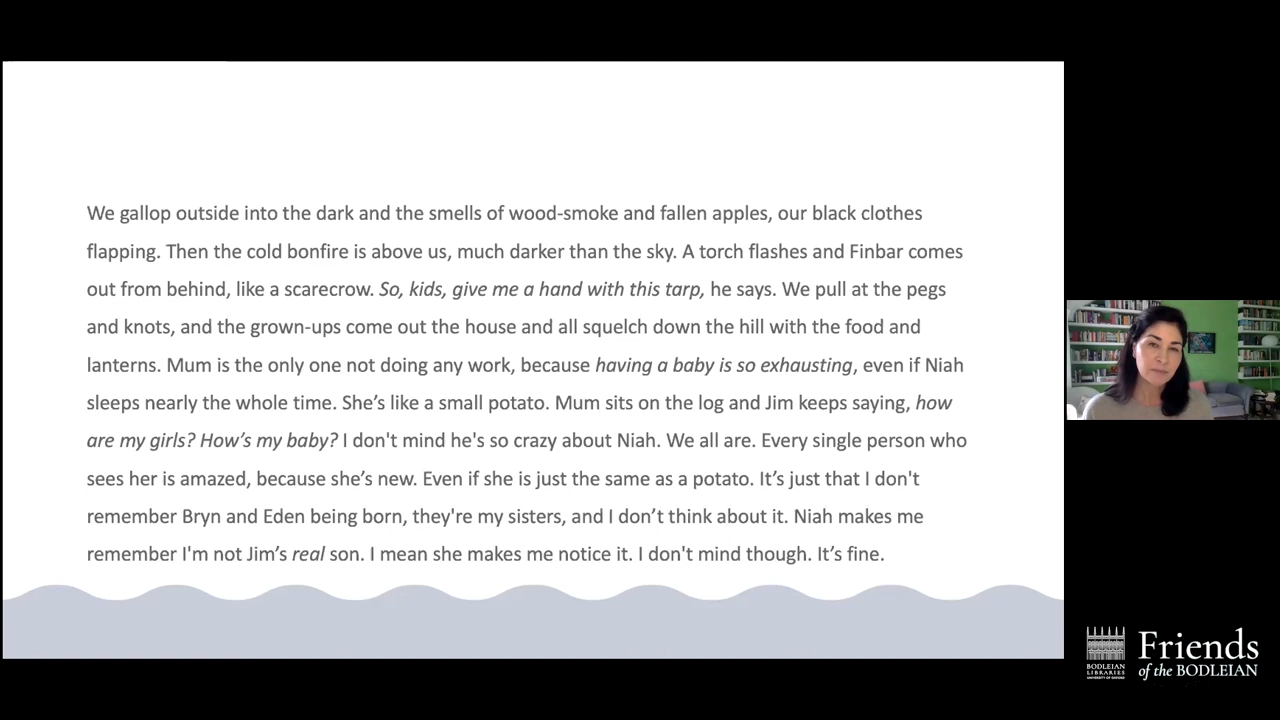 We gallop outside into the dark and the smells of wood-smoke and fallen apples, our black clothes
flapping. Then the cold bonfire is above us, much darker than the sky. A torch flashes and Finbar comes
out from behind, like a scarecrow. So, kids, give me a hand with this tarp, he says. We pull at the pegs
and knots, and the grown-ups come out the house and all squelch down the hill with the food and
lanterns. Mum is the only one not doing any work, because having a baby is so exhausting, even if Niah
sleeps nearly the whole time. She’s like a small potato. Mum sits on the log and Jim keeps saying, how
are my girls? How’s my baby? I don't mind he's so crazy about Niah. We all are. Every single person who
sees her is amazed, because she’s new. Even if she is just the same as a potato. It’s just that I don't
remember Bryn and Eden being born, they're my sisters, and I don’t think about it. Niah makes me
remember I'm not Jim’s real son. I mean she makes me notice it. I don't mind though. It’s fine.
Friends
of the BODLEIAN
BODLEIAN
LIBRARIES
UNIVERSITY OF OXFORD